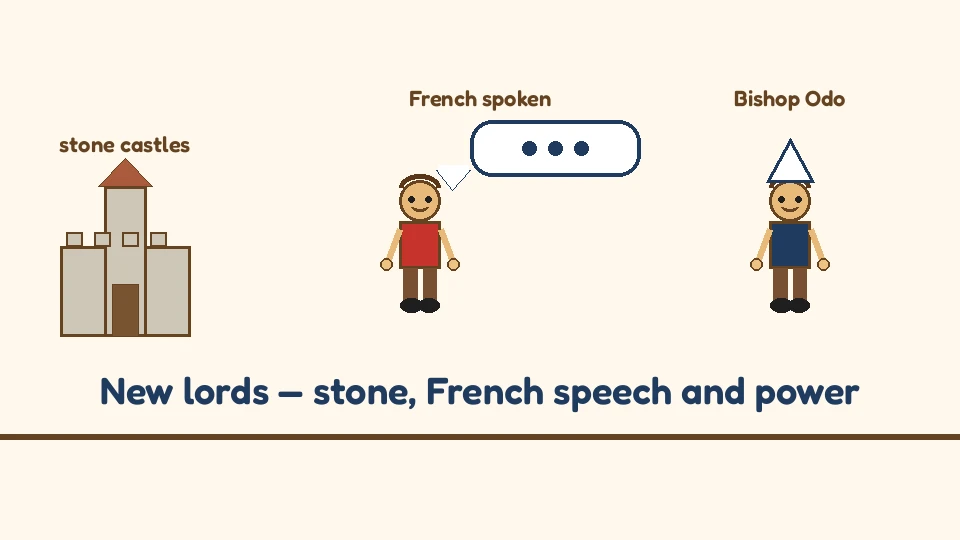 French spoken
Bishop Odo
stone castles
New lords — stone, French speech and power